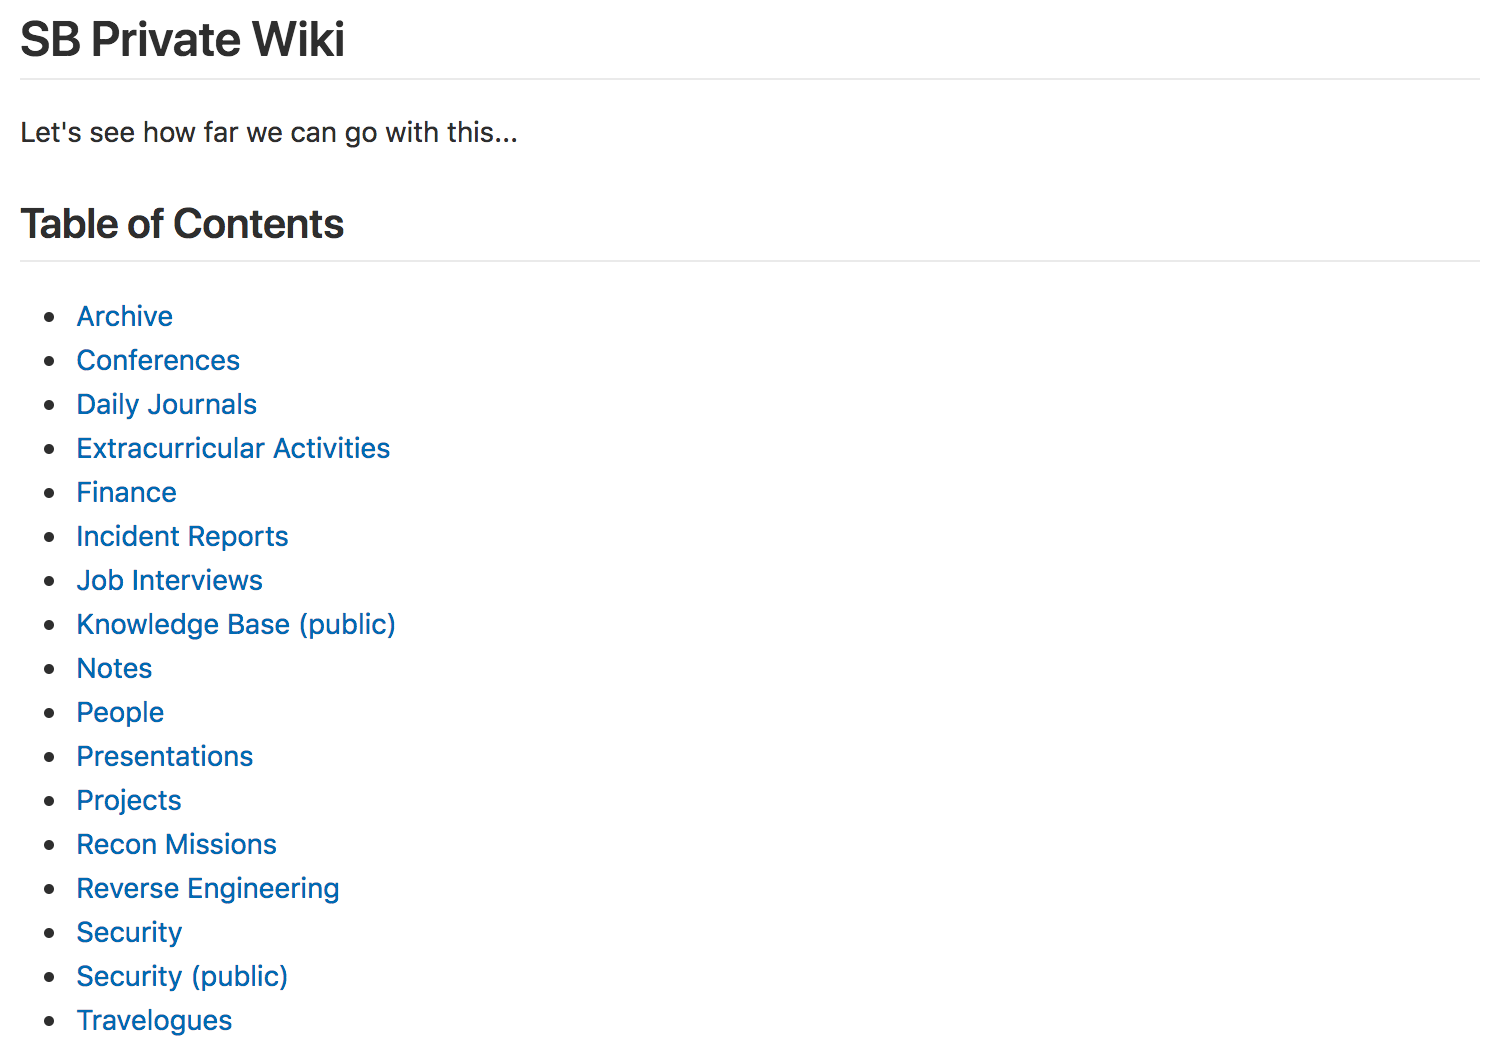 SB Private Wiki
Let's see how far we can go with this...
Table of Contents
Archive
Conferences
Daily Journals
Extracurricular Activities
Finance
Incident Reports
Job Interviews
Knowledge Base (public)
Notes
People
Presentations
Projects
Recon Missions
Reverse Engineering
Security
Security (public)
Travelogues